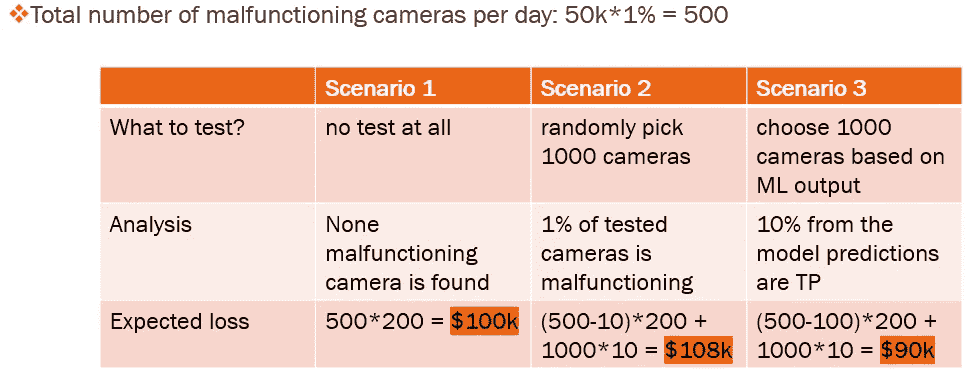 ❖Total number of malfunctioning cameras per day: 50k*1% = 500
Scenario 1 Scenario 2 Scenario 3
What to test? no test at all randomly pick choose 1000
1000 cameras cameras based on
ML output
Analysis None 1% of tested 10% from the
malfunctioning cameras is model predictions
camera is found malfunctioning are TP
Expected loss 500*200 = $100k (500-10)*200 + (500-100)*200 +
1000*10 = $108k 1000*10 = $90k